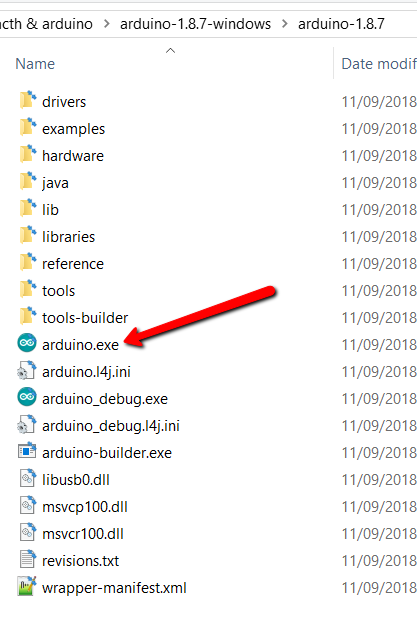 acth & arduino > arduino-1.8.7-windows > arduino-1.8.7
Name Date modif
drivers 11/09/2018
examples 11/09/2018
hardware 11/09/2018
java 11/09/2018
lib 11/09/2018
libraries 11/09/2018
reference 11/09/2018
tools 11/09/2018
tools-builder 11/09/2018
arduino.exe 11/09/2018
arduino.l4j.ini 11/09/2018
arduino_debug.exe 11/09/2018
arduino_debug.l4j.ini 11/09/2018
arduino-builder.exe 11/09/2018
libusb0.dll 11/09/2018
msvcp100.dll 11/09/2018
msvcr100.dll 11/09/2018
revisions.txt 11/09/2018
wrapper-manifest.xml 11/09/2018